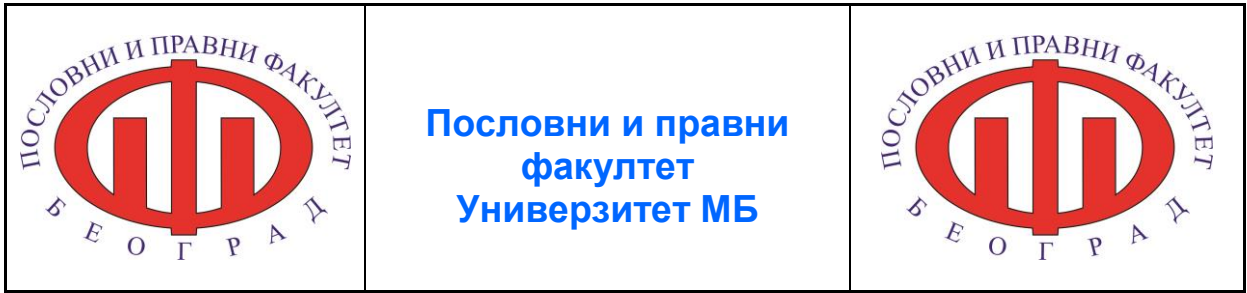 ПОСЛОВНИ И ПРАВНИ ФАКУЛТЕТ
БЕОГРАД
Пословни и правни
факултет
Универзитет МБ
ПОСЛОВНИ И ПРАВНИ ФАКУЛТЕТ
БЕОГРАД